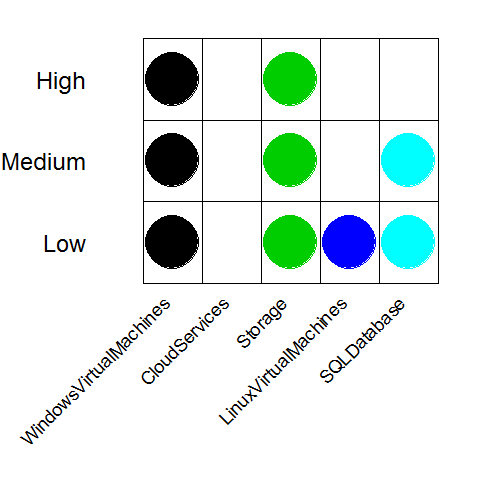 High
Medium
Low
WindowsVirtualMachines
CloudServices
Storage
LinuxVirtualMachines
SQLDatabase